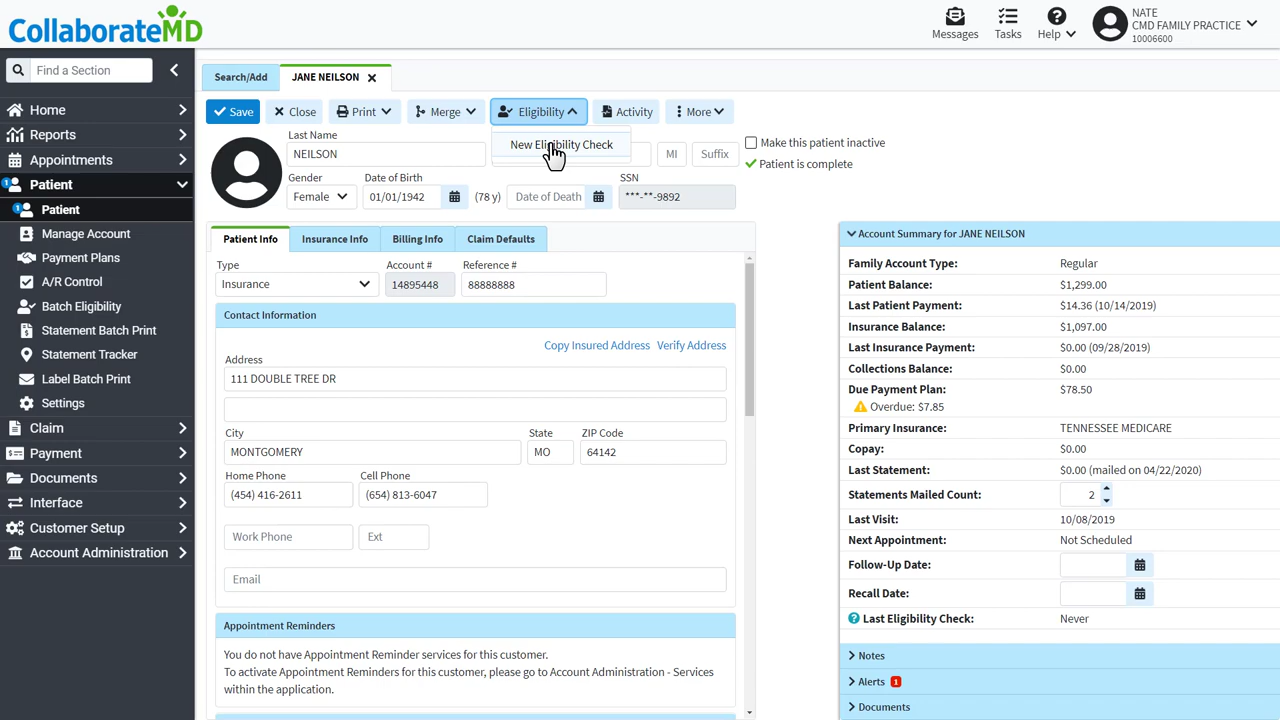 CollaborateMD
Messages
Tasks
Help
NATE
CMD FAMILY PRACTICE
10006600
Find a Section
Home
Reports
Appointments
1 Patient
1 Patient
Manage Account
Payment Plans
A/R Control
Batch Eligibility
Statement Batch Print
Statement Tracker
Label Batch Print
Settings
Claim
Payment
Documents
Interface
Customer Setup
Account Administration
Search/Add
JANE NEILSON
Save
Close
Print
Merge
Eligibility
Activity
More
New Eligibility Check
Last Name
NEILSON
MI
Suffix
Make this patient inactive
Patient is complete
Gender
Date of Birth
SSN
Female
01/01/1942
(78 y)
Date of Death
***-**-9892
Patient Info
Insurance Info
Billing Info
Claim Defaults
Type
Account #
Reference #
Insurance
14895448
88888888
Contact Information
Copy Insured Address
Verify Address
Address
111 DOUBLE TREE DR
City
State
ZIP Code
MONTGOMERY
MO
64142
Home Phone
Cell Phone
(454) 416-2611
(654) 813-6047
Work Phone
Ext
Email
Appointment Reminders
You do not have Appointment Reminder services for this customer.
To activate Appointment Reminders for this customer, please go to Account Administration - Services
within the application.
Account Summary for JANE NEILSON
Family Account Type: Regular
Patient Balance: $1,299.00
Last Patient Payment: $14.36 (10/14/2019)
Insurance Balance: $1,097.00
Last Insurance Payment: $0.00 (09/28/2019)
Collections Balance: $0.00
Due Payment Plan: $78.50
Overdue: $7.85
Primary Insurance: TENNESSEE MEDICARE
Copay: $0.00
Last Statement: $0.00 (mailed on 04/22/2020)
Statements Mailed Count: 2
Last Visit: 10/08/2019
Next Appointment: Not Scheduled
Follow-Up Date:
Recall Date:
Last Eligibility Check: Never
Notes
Alerts 1
Documents